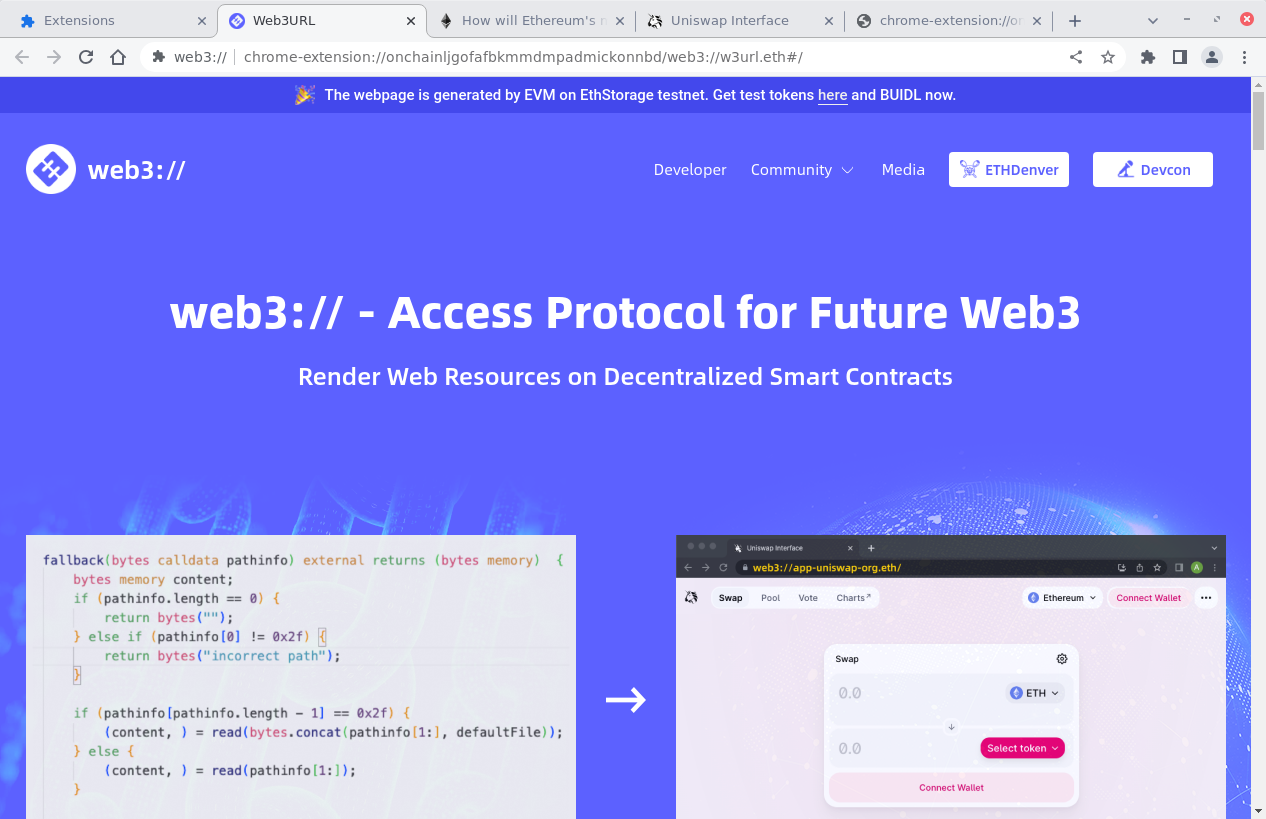 Extensions
Web3URL
How will Ethereum's
Uniswap Interface
chrome-extension://
web3://
chrome-extension://onchainljgofafbkmmdmpadmickonnbd/web3://w3url.eth#/
The webpage is generated by EVM on EthStorage testnet. Get test tokens here and BUIDL now.
web3://
Developer
Community
Media
ETHDenver
Devcon
web3:// - Access Protocol for Future Web3
Render Web Resources on Decentralized Smart Contracts
fallback(bytes calldata pathinfo) external returns (bytes memory) {
bytes memory content;
if (pathinfo.length == 0) {
return bytes("");
} else if (pathinfo[0] != 0x2f) {
return bytes("incorrect path");
}
if (pathinfo[pathinfo.length - 1] == 0x2f) {
(content, ) = read(bytes.concat(pathinfo[1:], defaultFile));
} else {
(content, ) = read(pathinfo[1:]);
}
Uniswap Interface
web3://app-uniswap-org.eth/
A
Swap
Pool
Vote
Charts↗
Ethereum
Connect Wallet
Swap
0.0
ETH
0.0
Select token
Connect Wallet